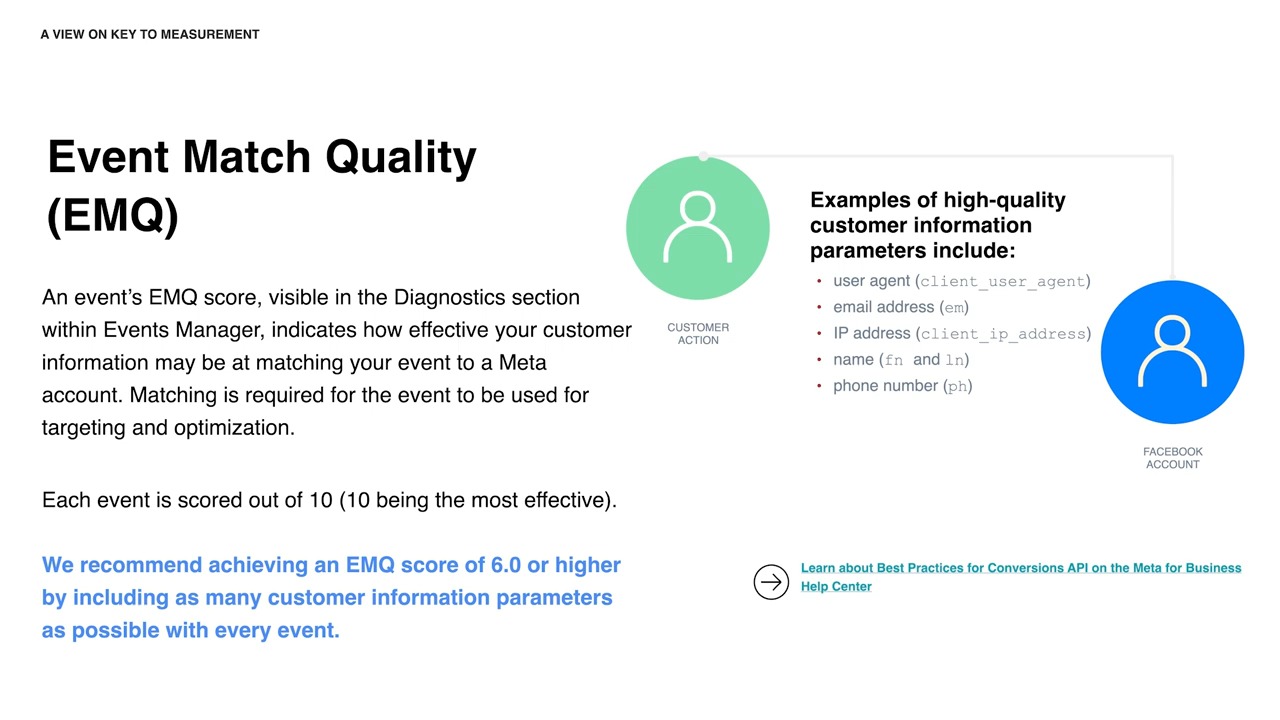 A VIEW ON KEY TO MEASUREMENT
Event Match Quality
(EMQ)
An event’s EMQ score, visible in the Diagnostics section
within Events Manager, indicates how effective your customer
information may be at matching your event to a Meta
account. Matching is required for the event to be used for
targeting and optimization.
Each event is scored out of 10 (10 being the most effective).
We recommend achieving an EMQ score of 6.0 or higher
by including as many customer information parameters
as possible with every event.
CUSTOMER
ACTION
Examples of high-quality
customer information
parameters include:
• user agent (client_user_agent)
• email address (em)
• IP address (client_ip_address)
• name (fn and ln)
• phone number (ph)
FACEBOOK
ACCOUNT
Learn about Best Practices for Conversions API on the Meta for Business
Help Center